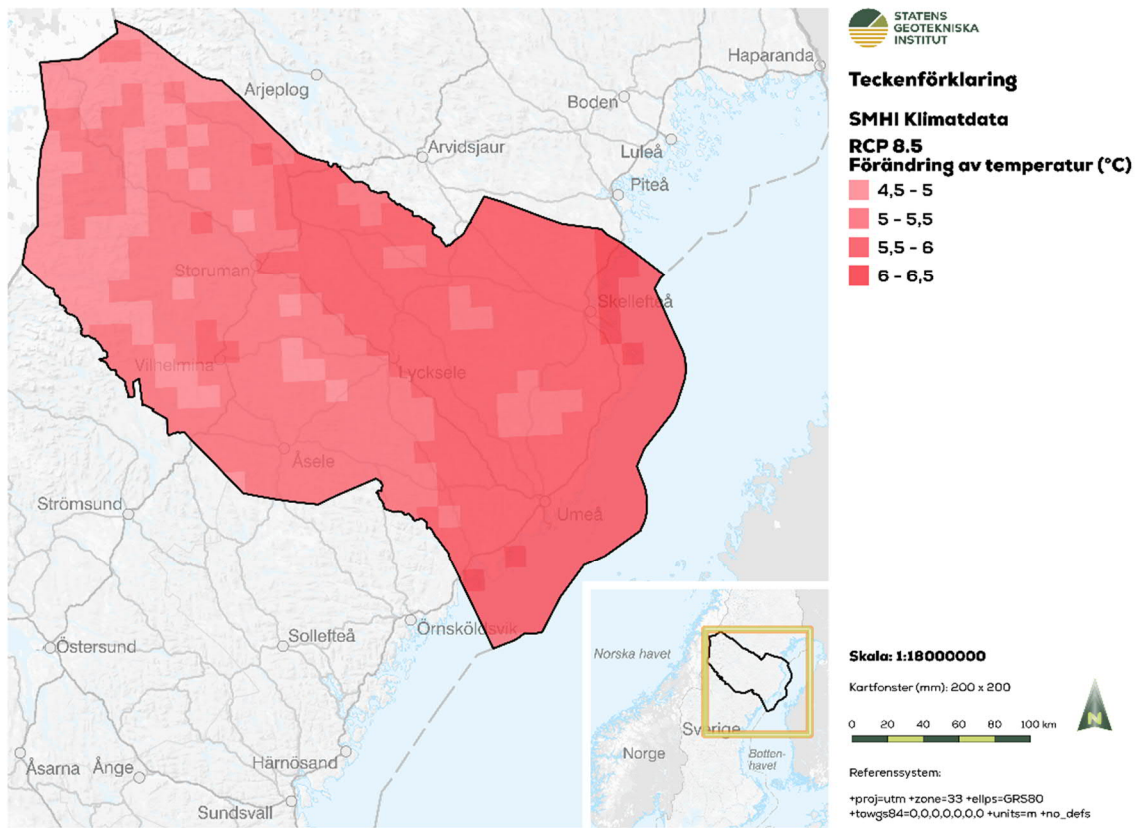 STATENS
GEOTEKNISKA
INSTITUT
Teckenförklaring
SMHI Klimatdata
RCP 8.5
Förändring av temperatur (°C)
4,5 - 5
5 - 5,5
5,5 - 6
6 - 6,5
Haparanda
Arjeplog
Boden
Luleå
Arvidsjaur
Piteå
Storuman
Skellefteå
Vilhelmina
Lycksele
Åsele
Strömsund
Umeå
Örnsköldsvik
Sollefteå
Östersund
Härnösand
Åsarna
Ånge
Sundsvall
Norska havet
Sverige
Norge
Botten-
havet
Skala: 1:18000000
Kartfonster (mm): 200 x 200
0 20 40 60 80 100 km
N
Referenssystem:
+proj=utm +zone=33 +ellps=GRS80
+towgs84=0,0,0,0,0,0,0 +units=m +no_defs